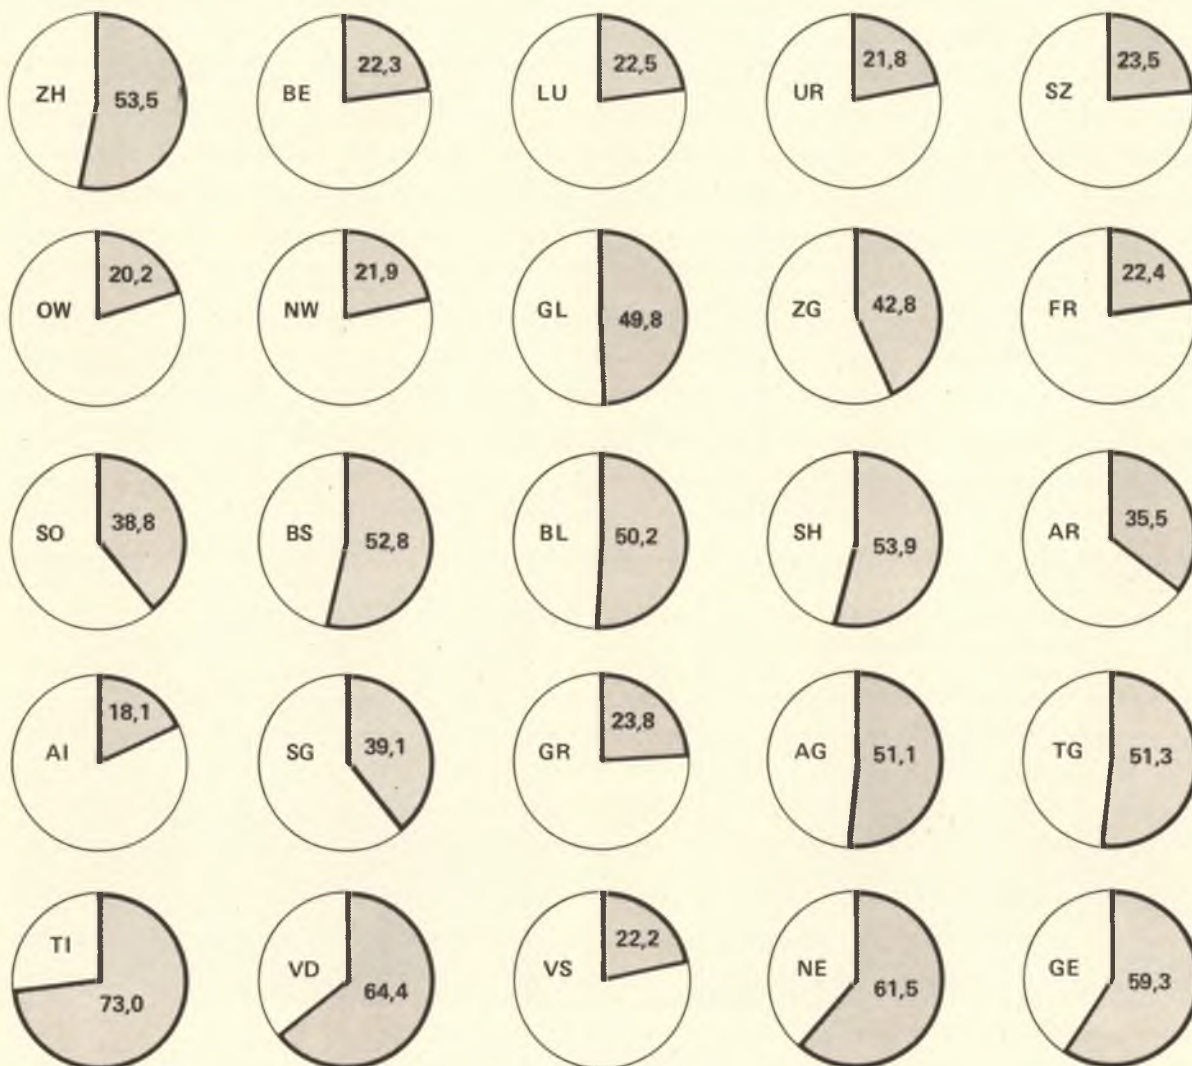 ZH 53,5
BE 22,3
LU 22,5
UR 21,8
SZ 23,5
OW 20,2
NW 21,9
GL 49,8
ZG 42,8
FR 22,4
SO 38,8
BS 52,8
BL 50,2
SH 53,9
AR 35,5
AI 18,1
SG 39,1
GR 23,8
AG 51,1
TG 51,3
TI 73,0
VD 64,4
VS 22,2
NE 61,5
GE 59,3